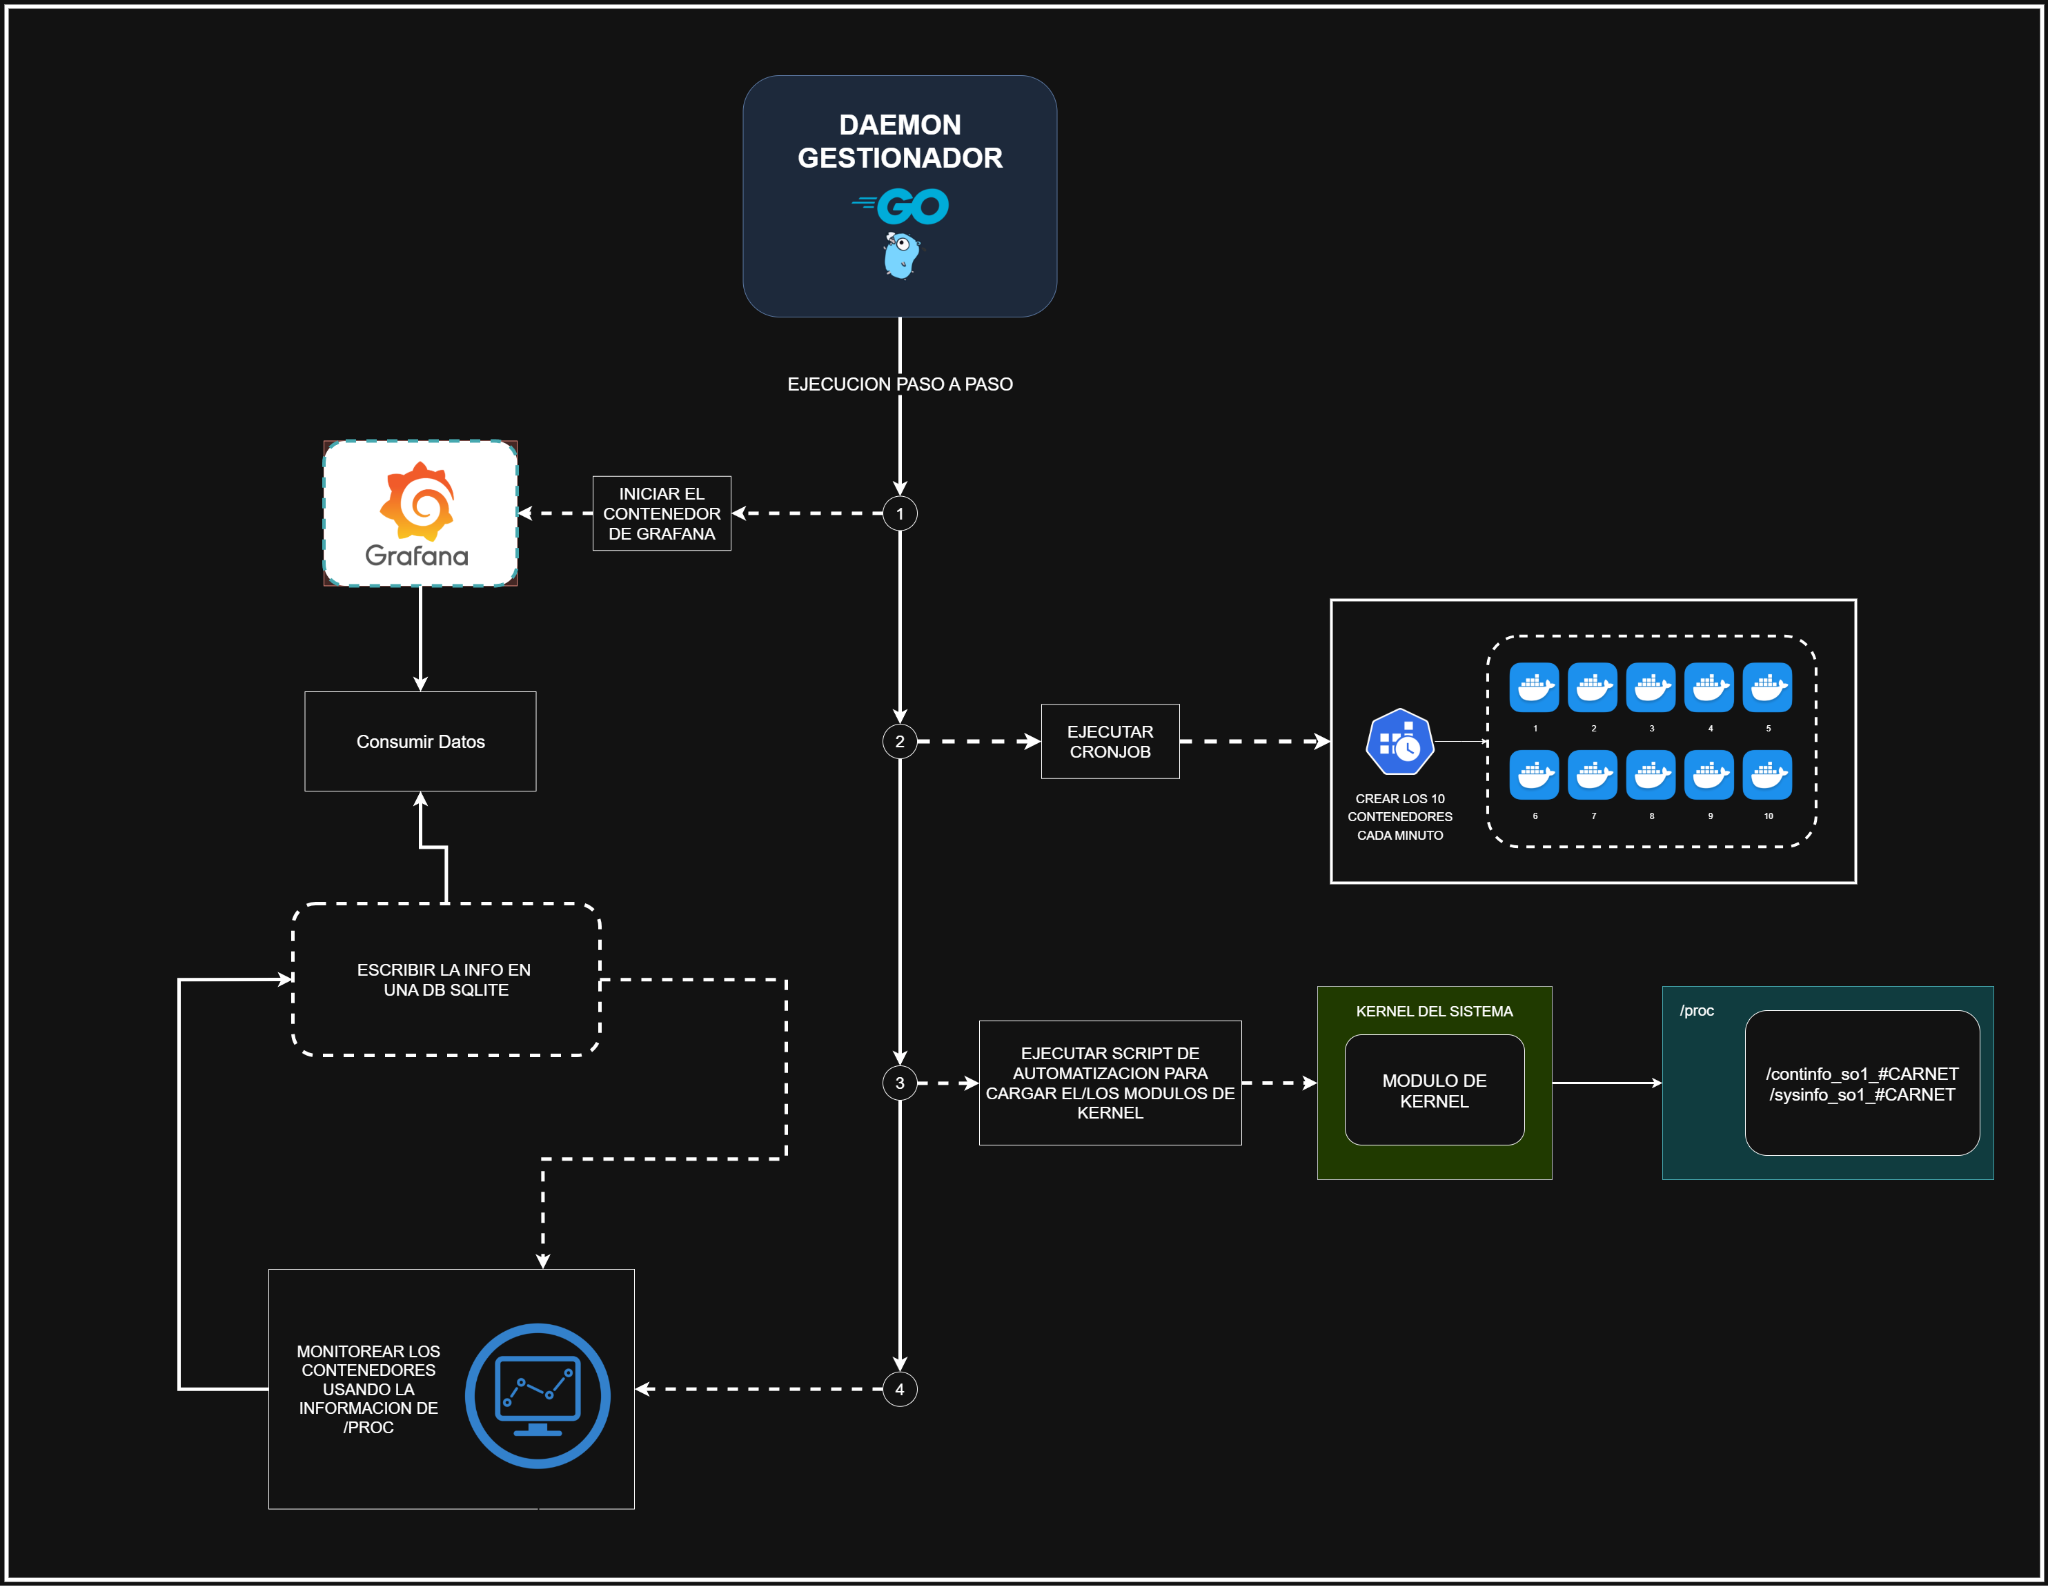 DAEMON
GESTIONADOR
GO
EJECUCION PASO A PASO
Grafana
INICIAR EL
CONTENEDOR
DE GRAFANA
1
Consumir Datos
2
EJECUTAR
CRONJOB
CREAR LOS 10
CONTENEDORES
CADA MINUTO
1 2 3 4 5
6 7 8 9 10
ESCRIBIR LA INFO EN
UNA DB SQLITE
3
EJECUTAR SCRIPT DE
AUTOMATIZACION PARA
CARGAR EL/LOS MODULOS DE
KERNEL
KERNEL DEL SISTEMA
MODULO DE
KERNEL
/proc
/continfo_so1_#CARNET
/sysinfo_so1_#CARNET
MONITOREAR LOS
CONTENEDORES
USANDO LA
INFORMACION DE
/PROC
4